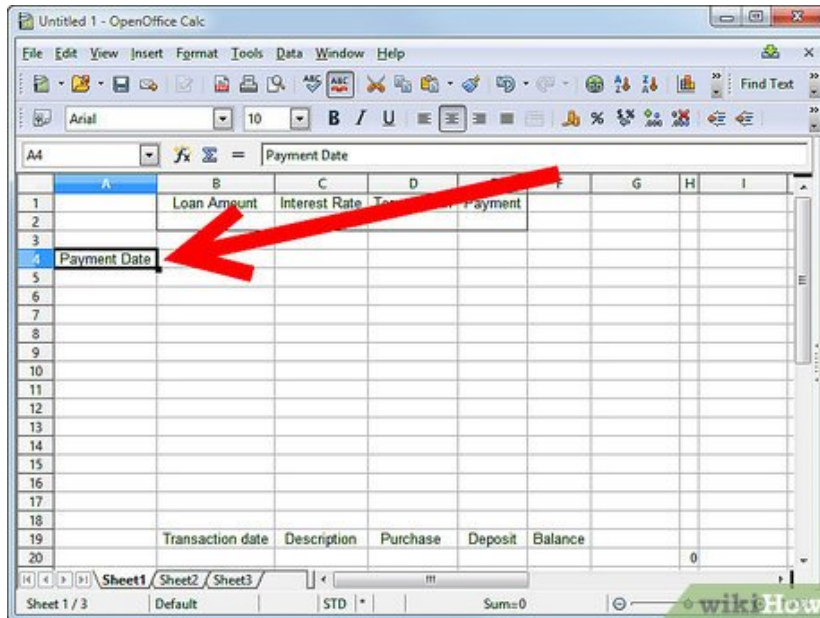 Untitled 1 - OpenOffice Calc
File Edit View Insert Format Tools Data Window Help
ABC ABC Find Text
Arial 10 B I U %
A4 fx Σ = Payment Date
A B C D F G H I
1 Loan Amount Interest Rate Payment
2
3
4 Payment Date
5
6
7
8
9
10
11
12
13
14
15
16
17
18
19 Transaction date Description Purchase Deposit Balance
20 0
Sheet1 Sheet2 Sheet3
Sheet 1 / 3 Default STD * Sum=0
wikiHow